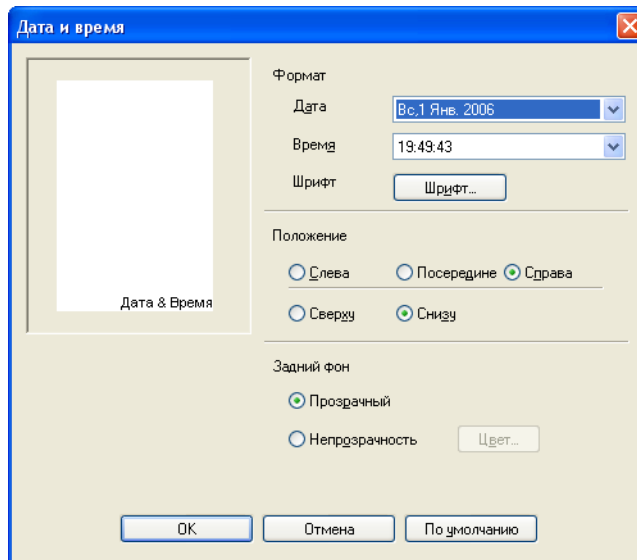 Дата и время
Формат
Дата
Вс,1 Янв. 2006
Время
19:49:43
Шрифт
Шрифт...
Положение
Слева Посередине Справа
Дата & Время
Сверху Снизу
Задний фон
Прозрачный
Непрозрачность Цвет...
OK Отмена По умолчанию